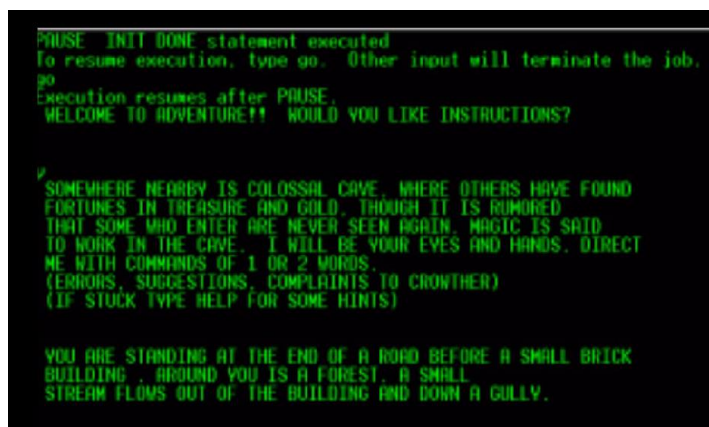 PAUSE  INIT DONE statement executed
To resume execution, type go.  Other input will terminate the job.
go
Execution resumes after PAUSE.
WELCOME TO ADVENTURE!!  WOULD YOU LIKE INSTRUCTIONS?
y
SOMEWHERE NEARBY IS COLOSSAL CAVE, WHERE OTHERS HAVE FOUND
FORTUNES IN TREASURE AND GOLD, THOUGH IT IS RUMORED
THAT SOME WHO ENTER ARE NEVER SEEN AGAIN. MAGIC IS SAID
TO WORK IN THE CAVE.  I WILL BE YOUR EYES AND HANDS. DIRECT
ME WITH COMMANDS OF 1 OR 2 WORDS.
(ERRORS, SUGGESTIONS, COMPLAINTS TO CROWTHER)
(IF STUCK TYPE HELP FOR SOME HINTS)
YOU ARE STANDING AT THE END OF A ROAD BEFORE A SMALL BRICK
BUILDING . AROUND YOU IS A FOREST. A SMALL
STREAM FLOWS OUT OF THE BUILDING AND DOWN A GULLY.